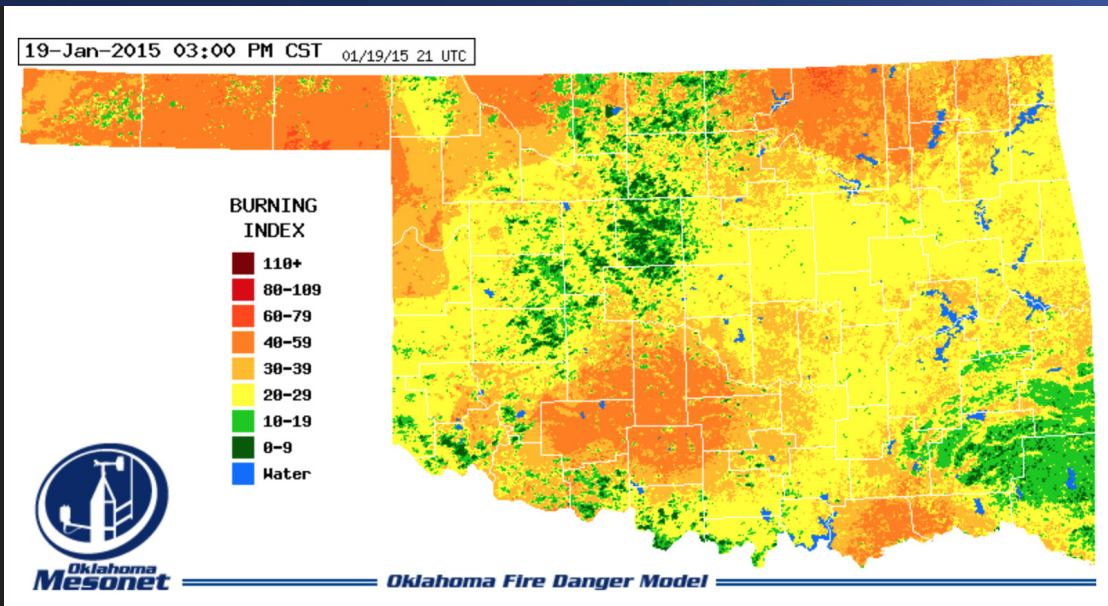 19-Jan-2015 03:00 PM CST 01/19/15 21 UTC
BURNING
INDEX
110+
80-109
60-79
40-59
30-39
20-29
10-19
0-9
Water
Oklahoma
Mesonet
Oklahoma Fire Danger Model